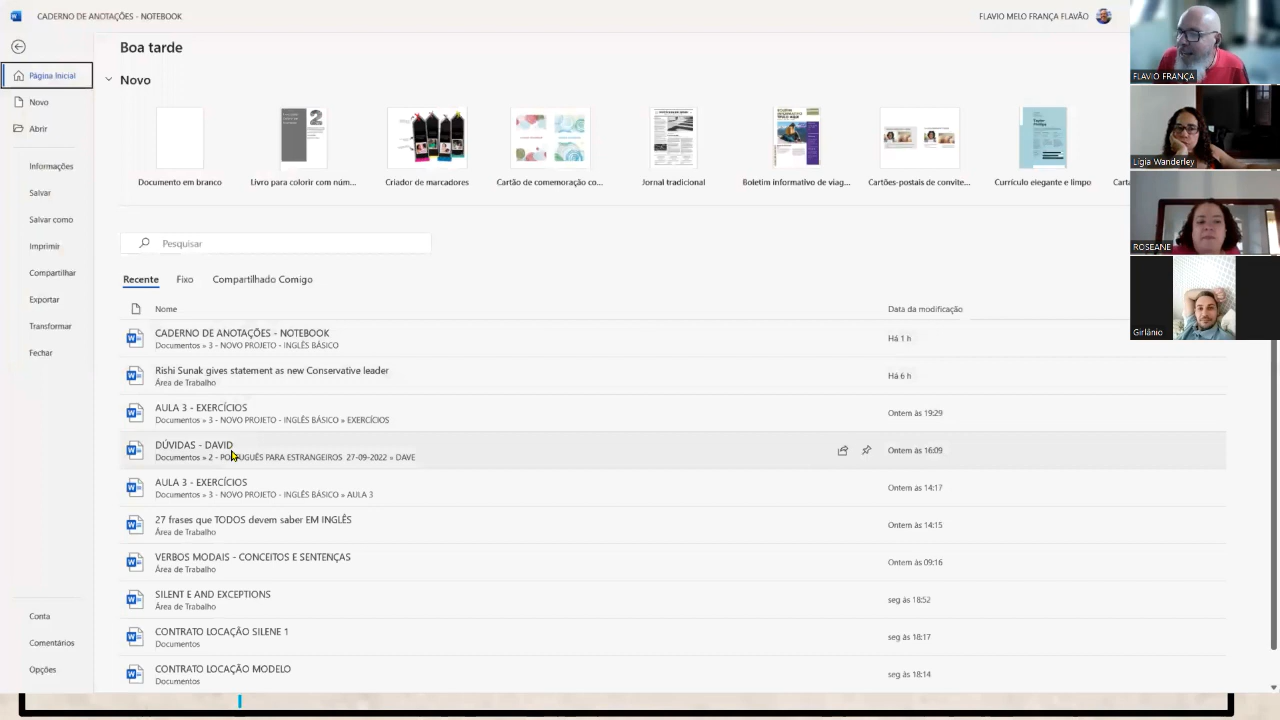 CADERNO DE ANOTAÇÕES - NOTEBOOK
FLAVIO MELO FRANÇA FLAVÃO
Boa tarde
Página Inicial
Novo
Abrir
Informações
Salvar
Salvar como
Imprimir
Compartilhar
Exportar
Transformar
Fechar
Conta
Comentários
Opções
Novo
Documento em branco
Livro para colorir com núm...
Criador de marcadores
Cartão de comemoração co...
Jornal tradicional
Boletim informativo de viag...
Cartões-postais de convite...
Currículo elegante e limpo
Carta
Pesquisar
Recente
Fixo
Compartilhado Comigo
Nome
Data da modificação
CADERNO DE ANOTAÇÕES - NOTEBOOK
Documentos » 3 - NOVO PROJETO - INGLÊS BÁSICO
Há 1 h
Rishi Sunak gives statement as new Conservative leader
Área de Trabalho
Há 6 h
AULA 3 - EXERCÍCIOS
Documentos » 3 - NOVO PROJETO - INGLÊS BÁSICO » EXERCÍCIOS
Ontem às 19:29
DÚVIDAS - DAVID
Documentos » 2 - PORTUGUÊS PARA ESTRANGEIROS 27-09-2022 » DAVE
Ontem às 16:09
AULA 3 - EXERCÍCIOS
Documentos » 3 - NOVO PROJETO - INGLÊS BÁSICO » AULA 3
Ontem às 14:17
27 frases que TODOS devem saber EM INGLÊS
Área de Trabalho
Ontem às 14:15
VERBOS MODAIS - CONCEITOS E SENTENÇAS
Área de Trabalho
Ontem às 09:16
SILENT E AND EXCEPTIONS
Área de Trabalho
seg às 18:52
CONTRATO LOCAÇÃO SILENE 1
Documentos
seg às 18:17
CONTRATO LOCAÇÃO MODELO
Documentos
seg às 18:14
FLAVIO FRANÇA
Lígia Wanderley
ROSEANE
Girlânio